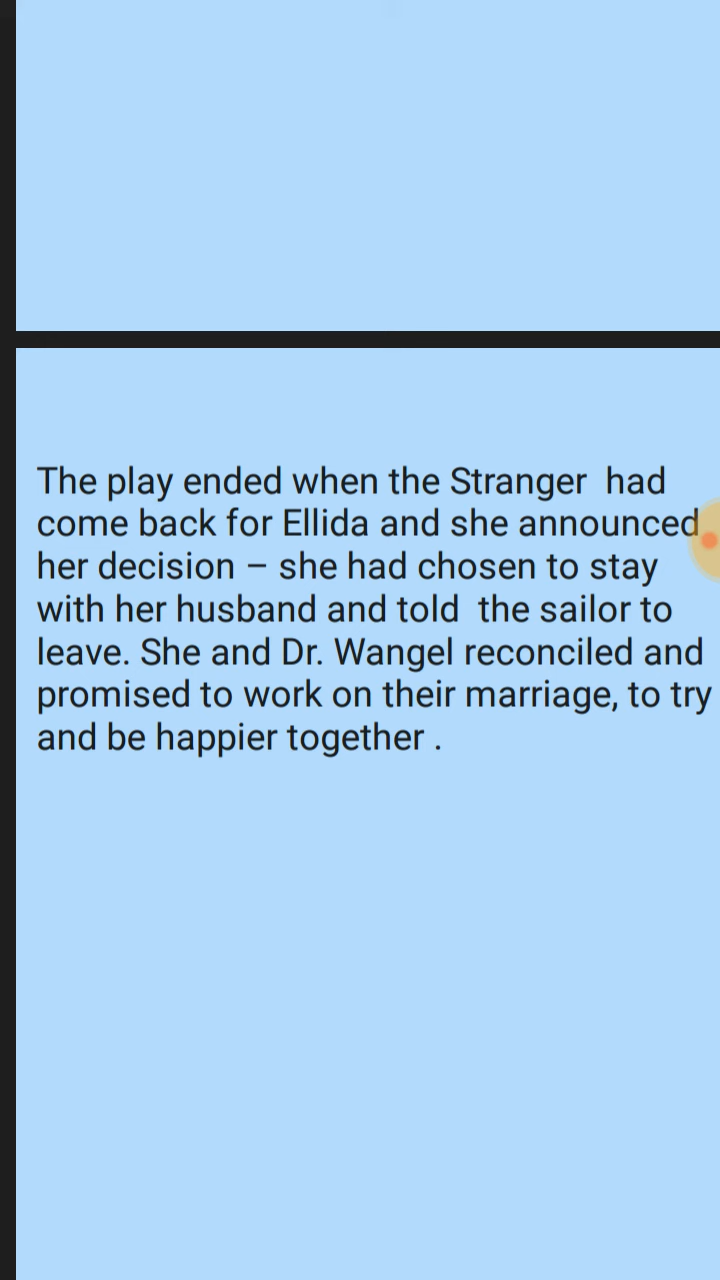 The play ended when the Stranger  had
come back for Ellida and she announced
her decision – she had chosen to stay
with her husband and told  the sailor to
leave. She and Dr. Wangel reconciled and
promised to work on their marriage, to try
and be happier together .